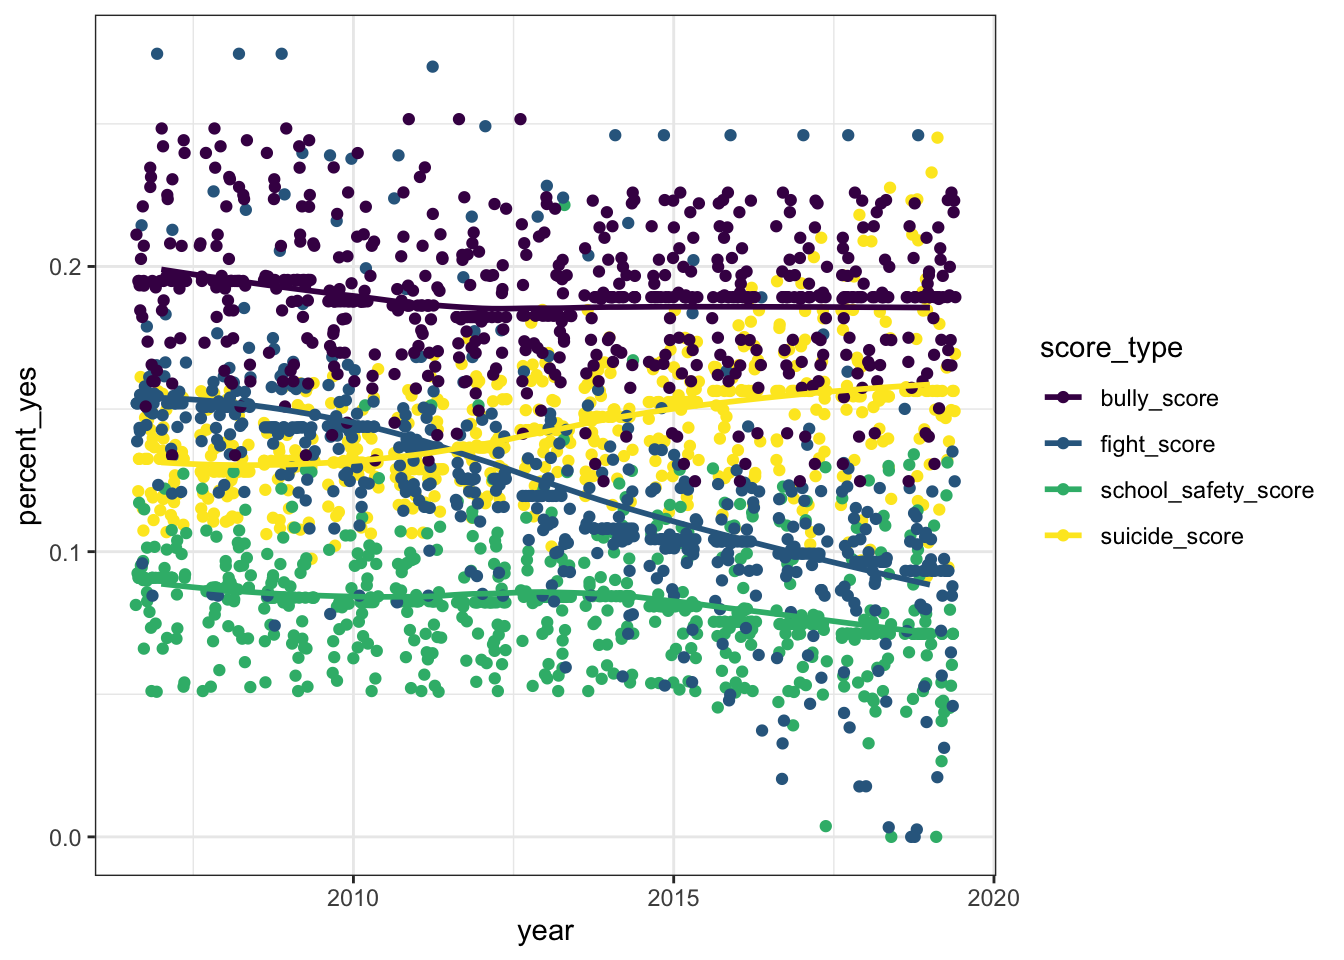 0.2
0.1
0.0
percent_yes
2010
2015
2020
year
score_type
bully_score
fight_score
school_safety_score
suicide_score